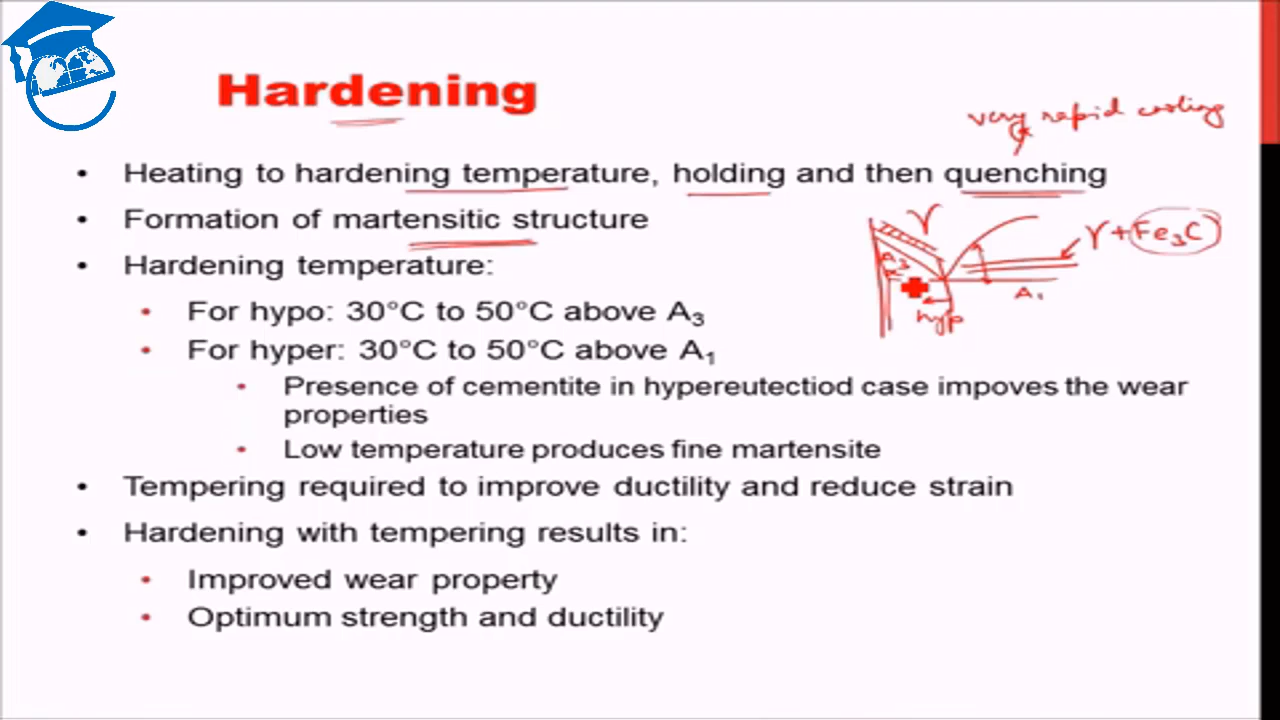 Hardening
very rapid cooling
• Heating to hardening temperature, holding and then quenching
• Formation of martensitic structure
γ
γ + Fe₃C
• Hardening temperature:
A₃
α
A₁
• For hypo: 30°C to 50°C above A₃
hyp
• For hyper: 30°C to 50°C above A₁
• Presence of cementite in hypereutectiod case impoves the wear
properties
• Low temperature produces fine martensite
• Tempering required to improve ductility and reduce strain
• Hardening with tempering results in:
• Improved wear property
• Optimum strength and ductility